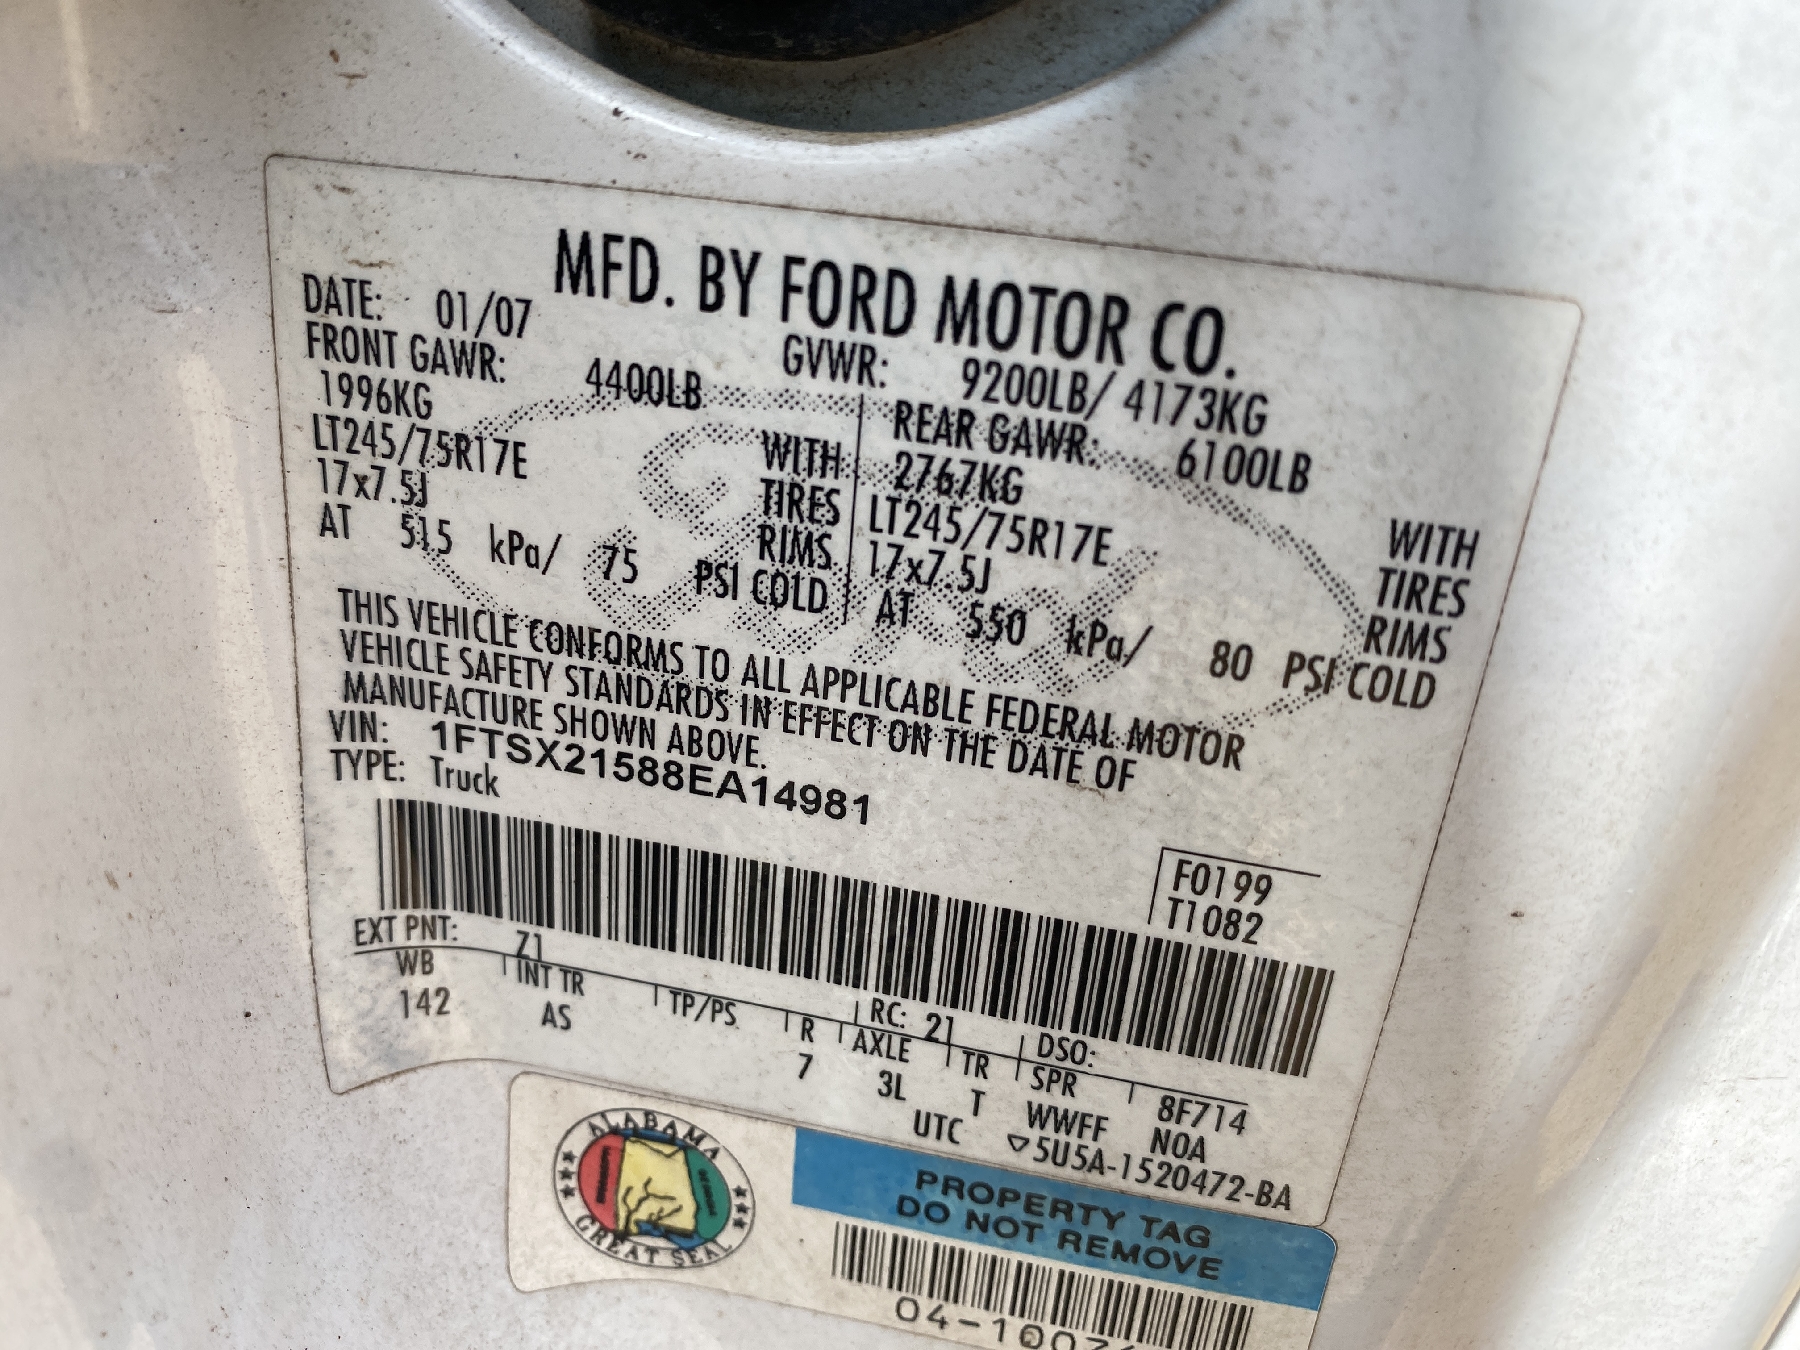 MFD. BY FORD MOTOR CO.
DATE: 01/07 GVWR: 9200LB/ 4173KG
FRONT GAWR: 4400LB REAR GAWR: 6100LB
1996KG WITH 2767KG WITH
LT245/75R17E TIRES LT245/75R17E TIRES
17x7.5J RIMS 17x7.5J RIMS
AT 515 kPa/ 75 PSI COLD AT 550 kPa/ 80 PSI COLD
THIS VEHICLE CONFORMS TO ALL APPLICABLE FEDERAL MOTOR
VEHICLE SAFETY STANDARDS IN EFFECT ON THE DATE OF
MANUFACTURE SHOWN ABOVE.
VIN: 1FTSX21588EA14981
TYPE: Truck
F0199
T1082
EXT PNT: Z1 RC: 21 DSO:
WB INT TR TP/PS R AXLE TR SPR 8F714
142 AS 7 3L T WWFF NOA
UTC ▽5U5A-1520472-BA
ALABAMA
GREAT SEAL
PROPERTY TAG
DO NOT REMOVE